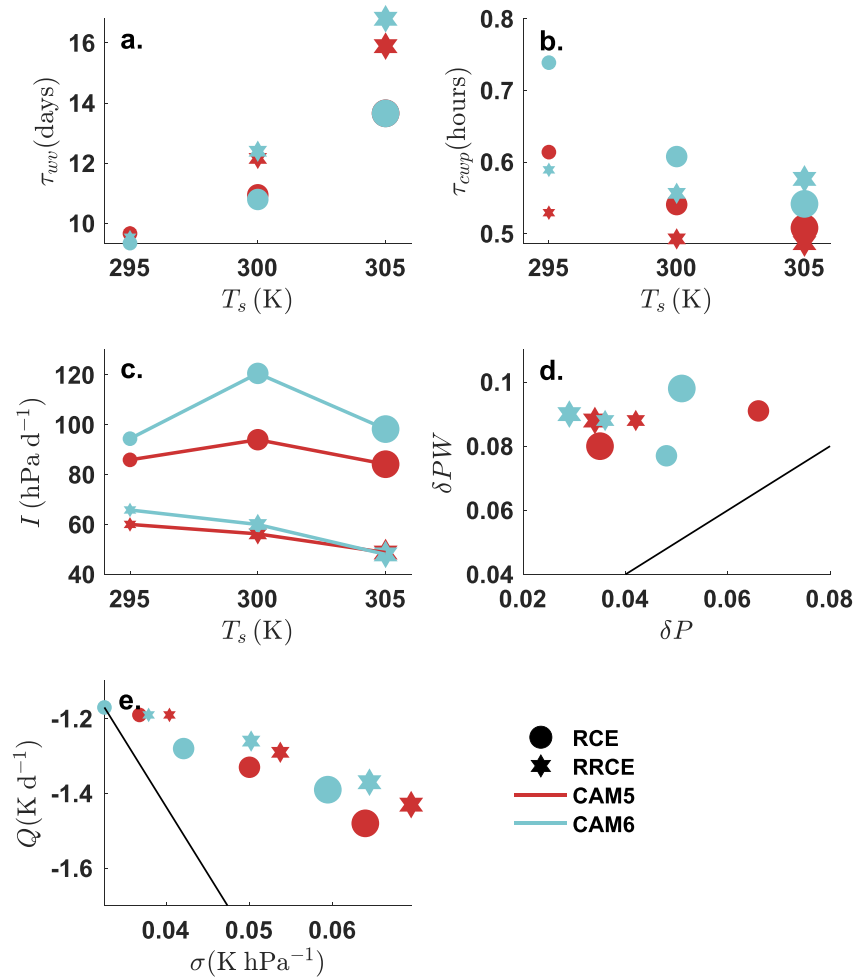 a.
16
14
12
10
τ_wv(days)
295 300 305
T_s (K)
b.
0.8
0.7
0.6
0.5
τ_cwp(hours)
295 300 305
T_s (K)
c.
120
100
80
60
40
I (hPa d⁻¹)
295 300 305
T_s (K)
d.
0.1
0.08
0.06
0.04
δPW
0.02 0.04 0.06 0.08
δP
e.
-1.2
-1.4
-1.6
Q(K d⁻¹)
0.04 0.05 0.06
σ(K hPa⁻¹)
RCE
RRCE
CAM5
CAM6